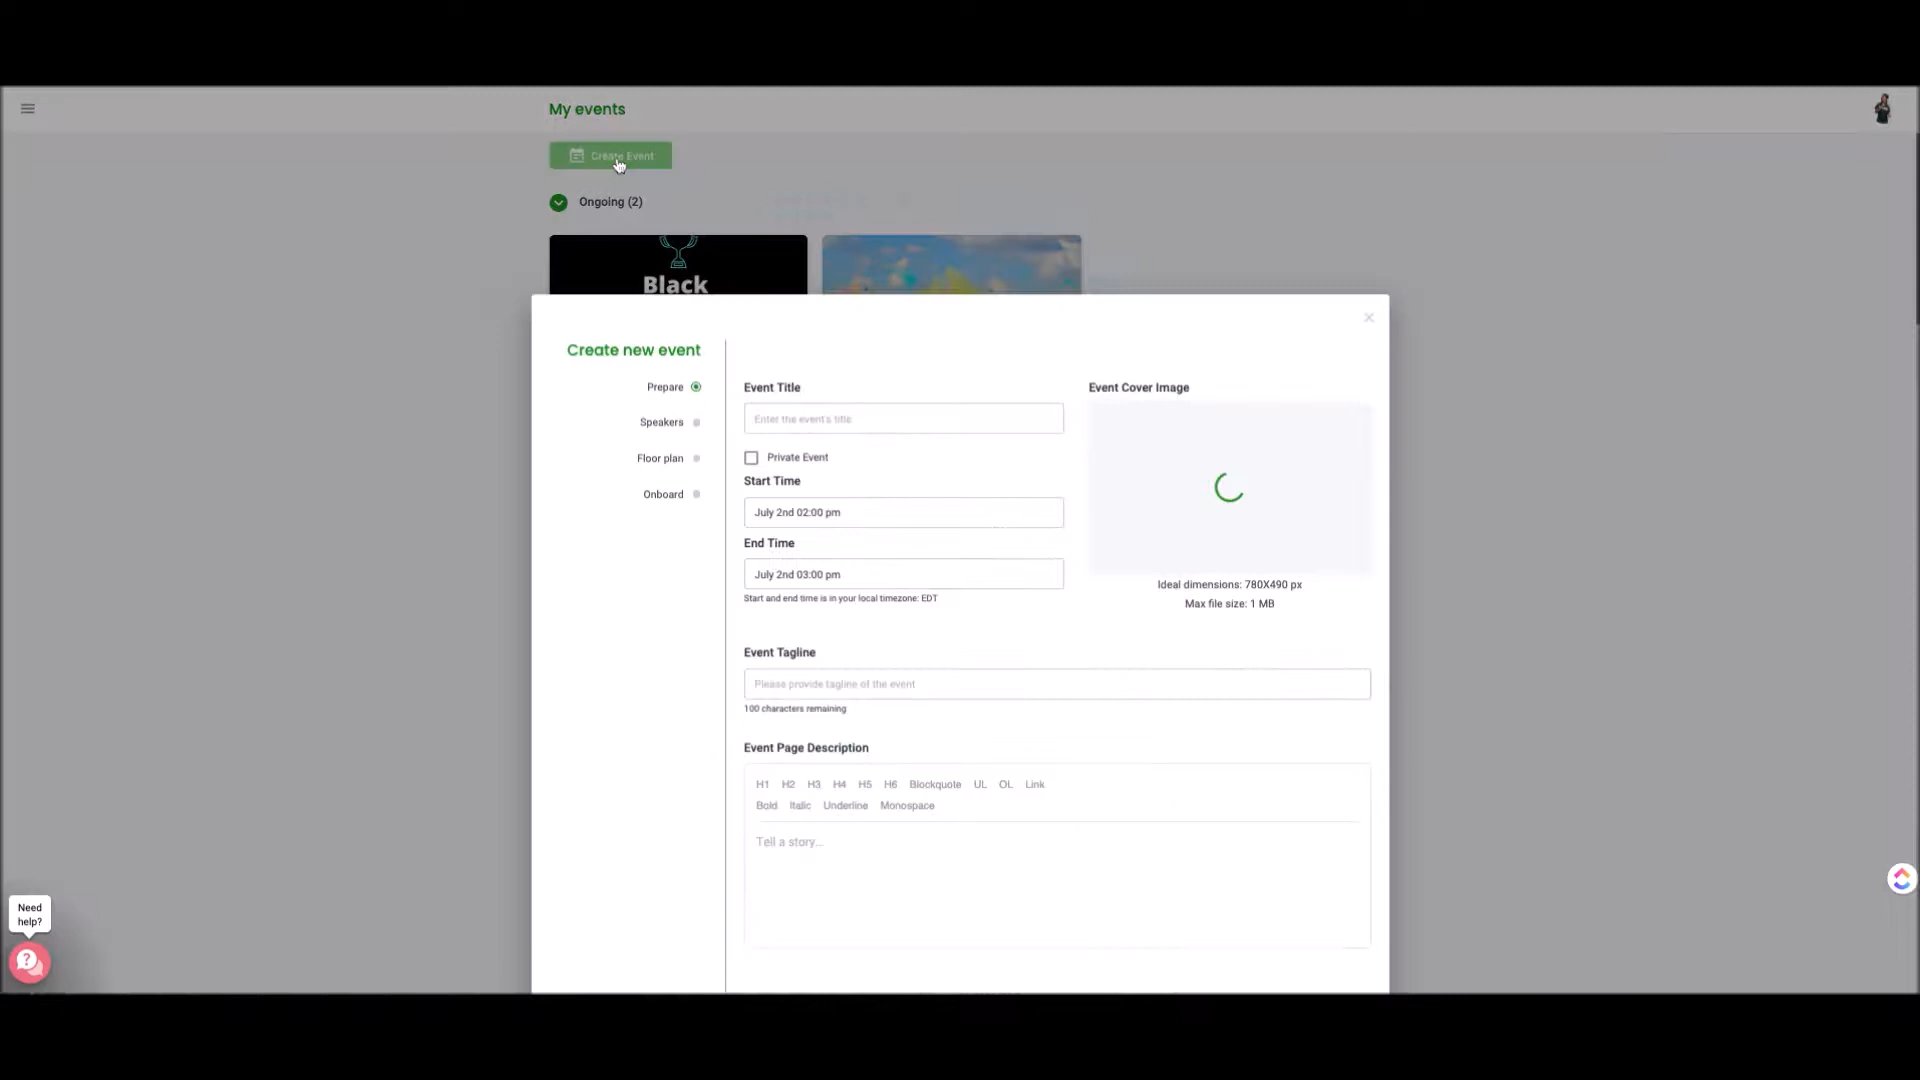 My events
Create Event
Ongoing (2)
Black
Create new event
Prepare
Speakers
Floor plan
Onboard
Event Title
Enter the event's title
Private Event
Start Time
July 2nd 02:00 pm
End Time
July 2nd 03:00 pm
Start and end time is in your local timezone: EDT
Event Cover Image
Ideal dimensions: 780X490 px
Max file size: 1 MB
Event Tagline
Please provide tagline of the event
100 characters remaining
Event Page Description
H1 H2 H3 H4 H5 H6 Blockquote UL OL Link
Bold Italic Underline Monospace
Tell a story...
Need
help?